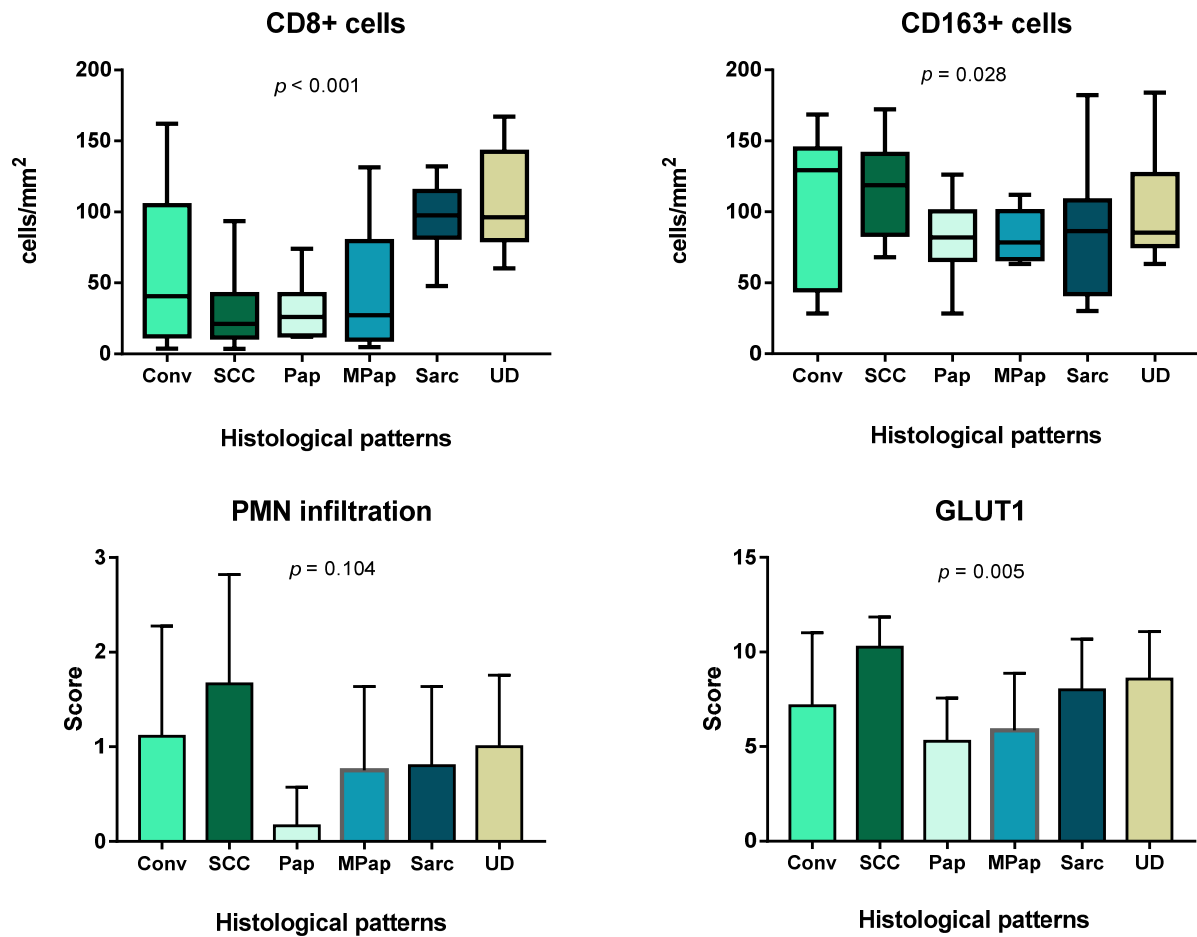 CD8+ cells
p < 0.001
200
150
100
50
0
cells/mm²
Conv SCC Pap MPap Sarc UD
Histological patterns
CD163+ cells
p = 0.028
200
150
100
50
0
cells/mm²
Conv SCC Pap MPap Sarc UD
Histological patterns
PMN infiltration
p = 0.104
3
2
1
0
Score
Conv SCC Pap MPap Sarc UD
Histological patterns
GLUT1
p = 0.005
15
10
5
0
Score
Conv SCC Pap MPap Sarc UD
Histological patterns